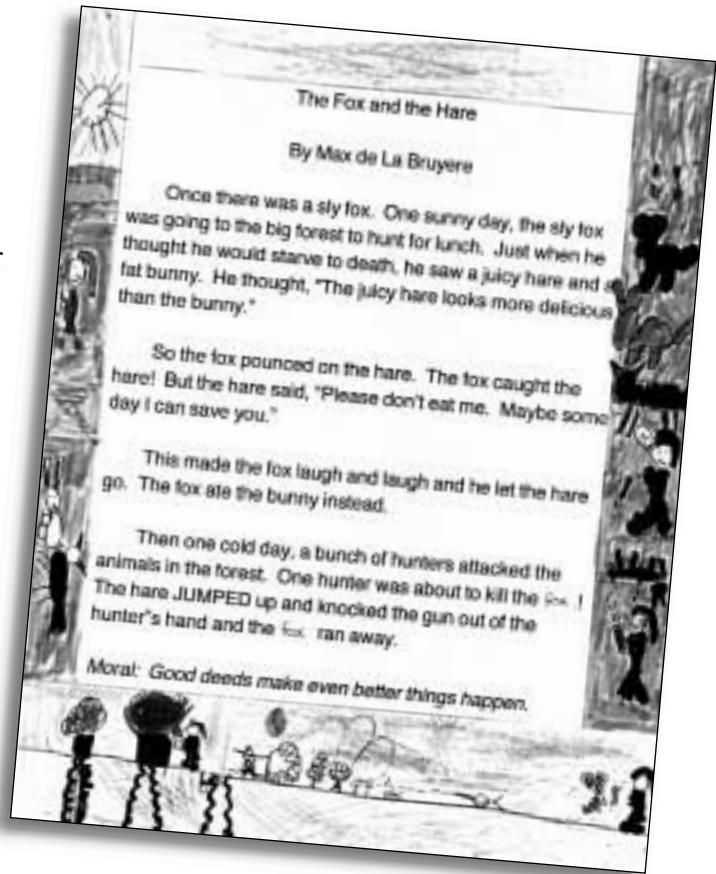 The Fox and the Hare
By Max de La Bruyere
Once there was a sly fox. One sunny day, the sly fox
was going to the big forest to hunt for lunch. Just when he
thought he would starve to death, he saw a juicy hare and a
fat bunny. He thought, "The juicy hare looks more delicious
than the bunny."
So the fox pounced on the hare. The fox caught the
hare! But the hare said, "Please don't eat me. Maybe some
day I can save you."
This made the fox laugh and laugh and he let the hare
go. The fox ate the bunny instead.
Then one cold day, a bunch of hunters attacked the
animals in the forest. One hunter was about to kill the fox !
The hare JUMPED up and knocked the gun out of the
hunter"s hand and the fox ran away.
Moral: Good deeds make even better things happen.